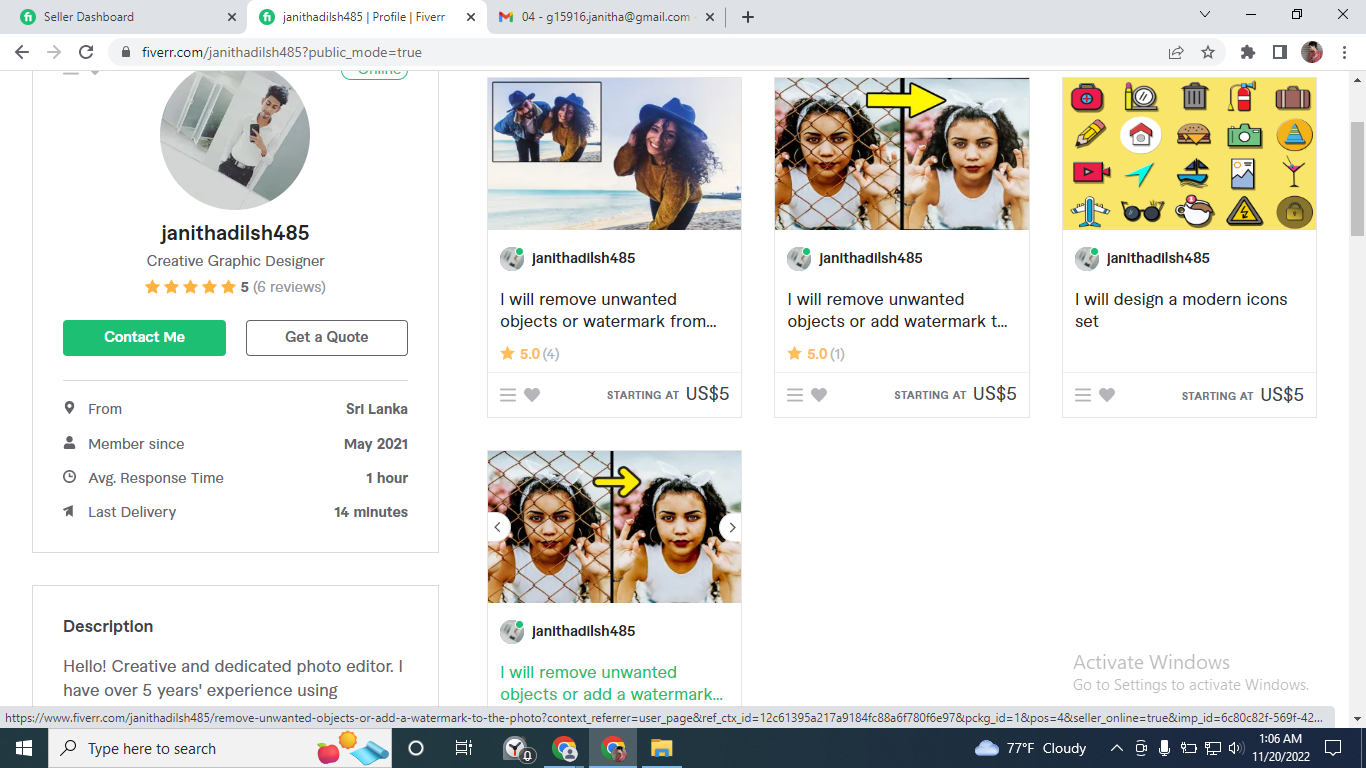 Seller Dashboard
janithadilsh485 | Profile | Fiverr
04 - g15916.janitha@gmail.com -
fiverr.com/janithadilsh485?public_mode=true
Online
janithadilsh485
Creative Graphic Designer
5 (6 reviews)
Contact Me
Get a Quote
From Sri Lanka
Member since May 2021
Avg. Response Time 1 hour
Last Delivery 14 minutes
Description
Hello! Creative and dedicated photo editor. I
have over 5 years' experience using
janithadilsh485
I will remove unwanted
objects or watermark from...
5.0 (4)
STARTING AT US$5
janithadilsh485
I will remove unwanted
objects or add watermark t...
5.0 (1)
STARTING AT US$5
janithadilsh485
I will design a modern icons
set
STARTING AT US$5
janithadilsh485
I will remove unwanted
objects or add a watermark...
Activate Windows
Go to Settings to activate Windows.
https://www.fiverr.com/janithadilsh485/remove-unwanted-objects-or-add-a-watermark-to-the-photo?context_referrer=user_page&ref_ctx_id=12c61395a217a9184fc88a6f780f6e97&pckg_id=1&pos=4&seller_online=true&imp_id=6c80c82f-569f-42...
Type here to search
0
77°F Cloudy
1:06 AM
11/20/2022